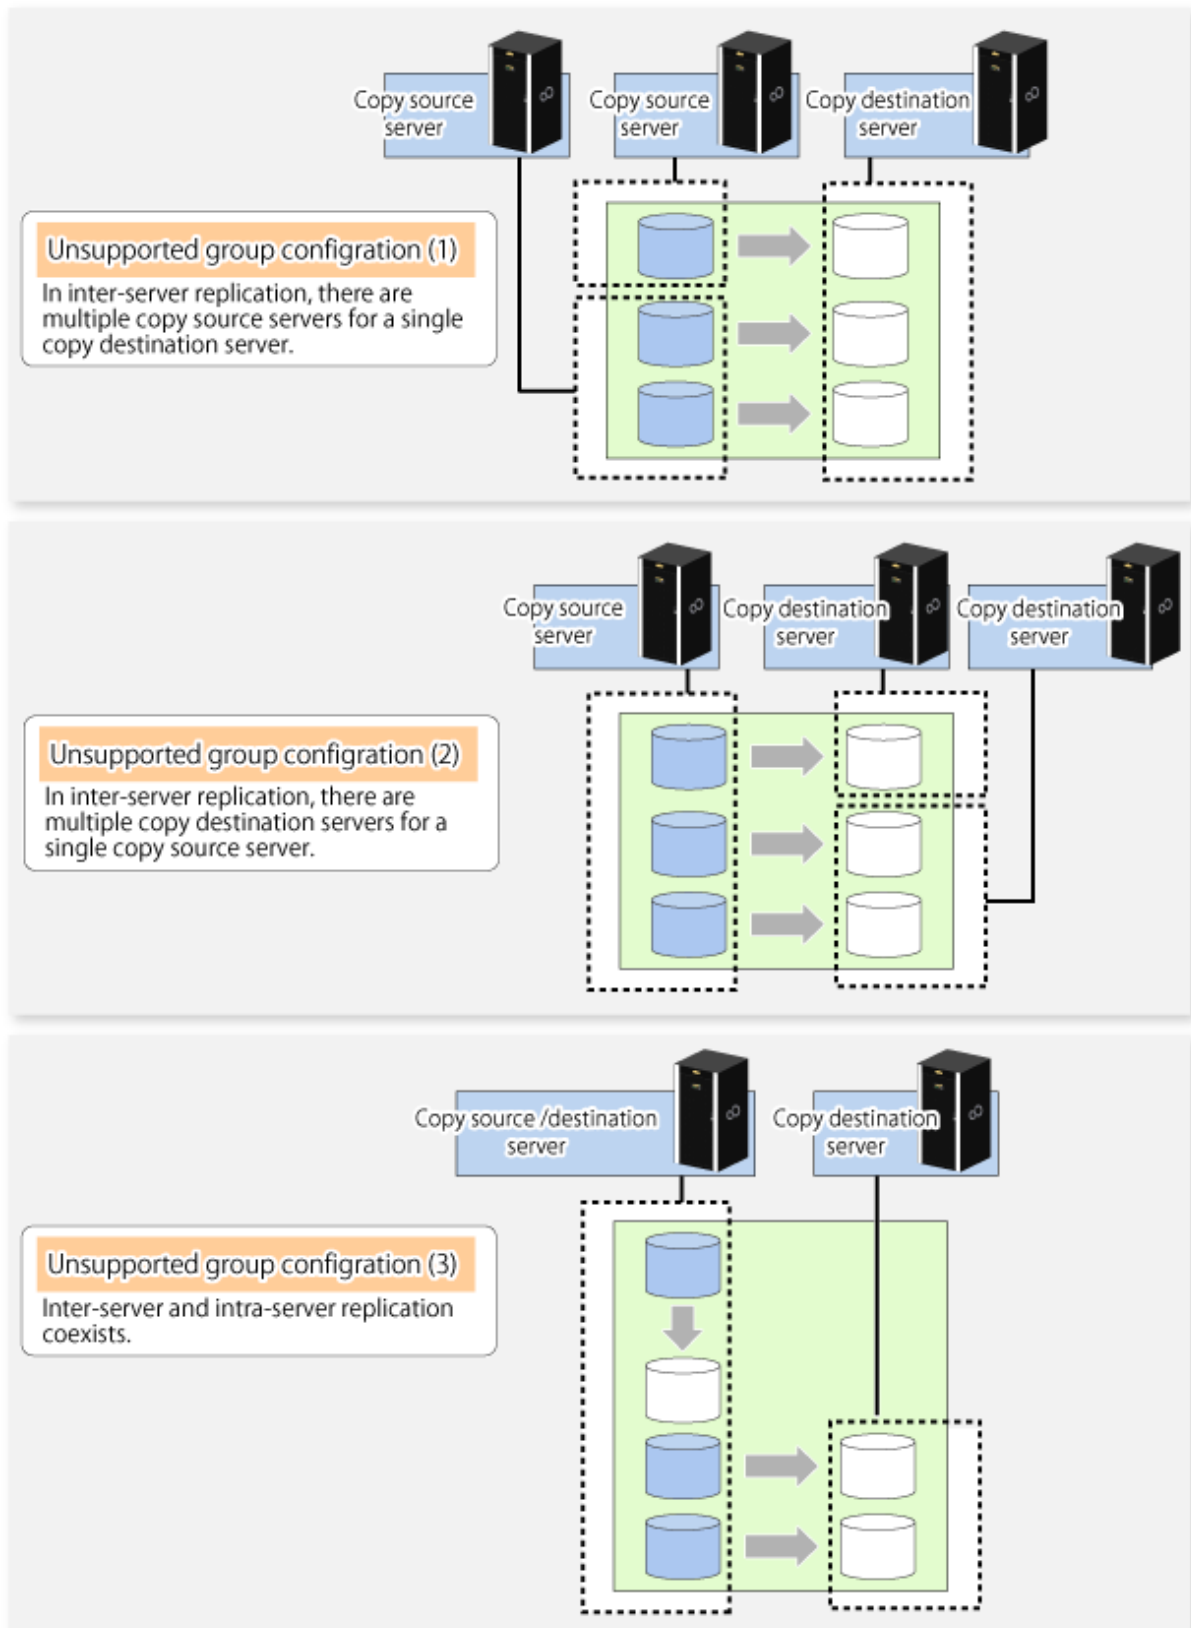 Copy source
server
Copy source
server
Copy destination
server
Unsupported group configration (1)
In inter-server replication, there are
multiple copy source servers for a single
copy destination server.
Copy source
server
Copy destination
server
Copy destination
server
Unsupported group configration (2)
In inter-server replication, there are
multiple copy destination servers for a
single copy source server.
Copy source /destination
server
Copy destination
server
Unsupported group configration (3)
Inter-server and intra-server replication
coexists.